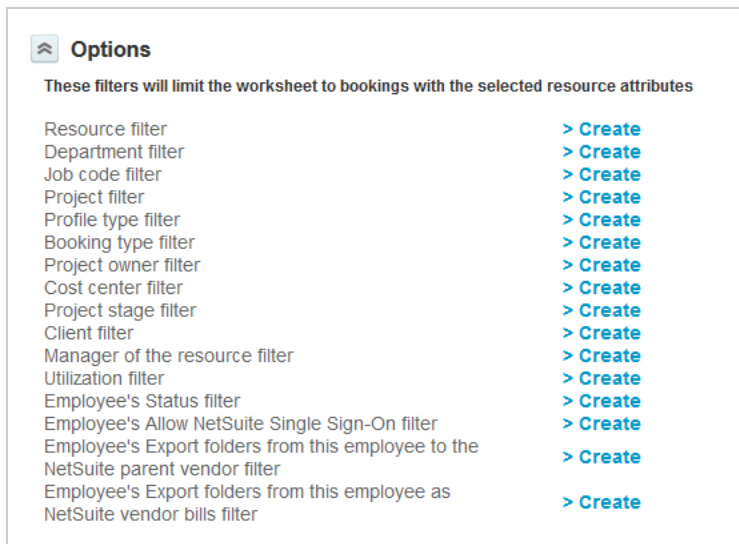 Options
These filters will limit the worksheet to bookings with the selected resource attributes
Resource filter > Create
Department filter > Create
Job code filter > Create
Project filter > Create
Profile type filter > Create
Booking type filter > Create
Project owner filter > Create
Cost center filter > Create
Project stage filter > Create
Client filter > Create
Manager of the resource filter > Create
Utilization filter > Create
Employee's Status filter > Create
Employee's Allow NetSuite Single Sign-On filter > Create
Employee's Export folders from this employee to the
NetSuite parent vendor filter > Create
Employee's Export folders from this employee as
NetSuite vendor bills filter > Create